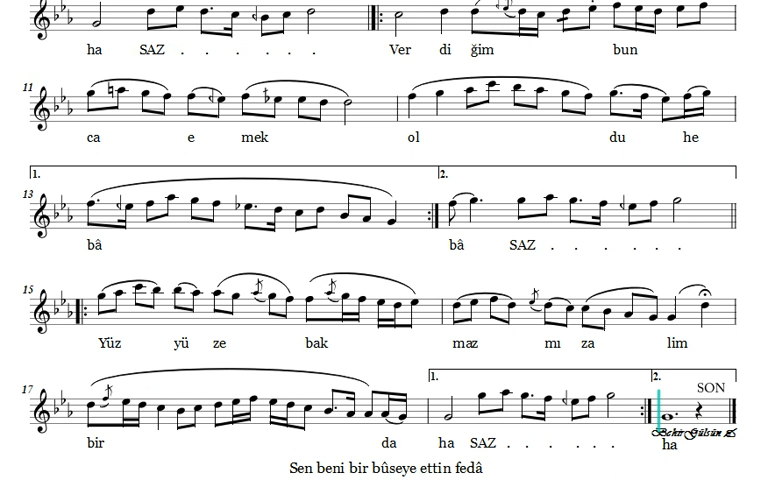 ha SAZ . . . . . . Ver di ğim bun
11
ca e mek ol du he
1. 2.
13
bâ bâ SAZ . . . . . .
15
Yüz yü ze bak maz mı za lim
1. 2.
17 SON
bir da ha SAZ . . . . . . ha
Bekir Gülsün
Sen beni bir bûseye ettin fedâ